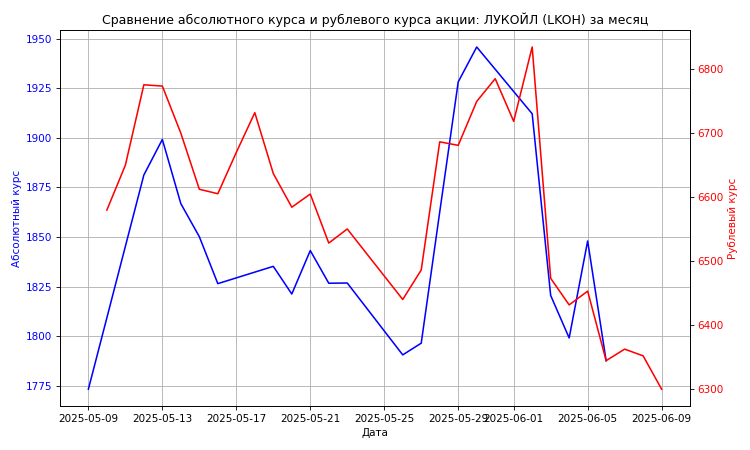 Сравнение абсолютного курса и рублевого курса акции: ЛУКОЙЛ (LKOH) за месяц
1950
1925
1900
1875
1850
1825
1800
1775
Абсолютный курс
6800
6700
6600
6500
6400
6300
Рублевый курс
2025-05-09 2025-05-13 2025-05-17 2025-05-21 2025-05-25 2025-05-29 2025-06-01 2025-06-05 2025-06-09
Дата